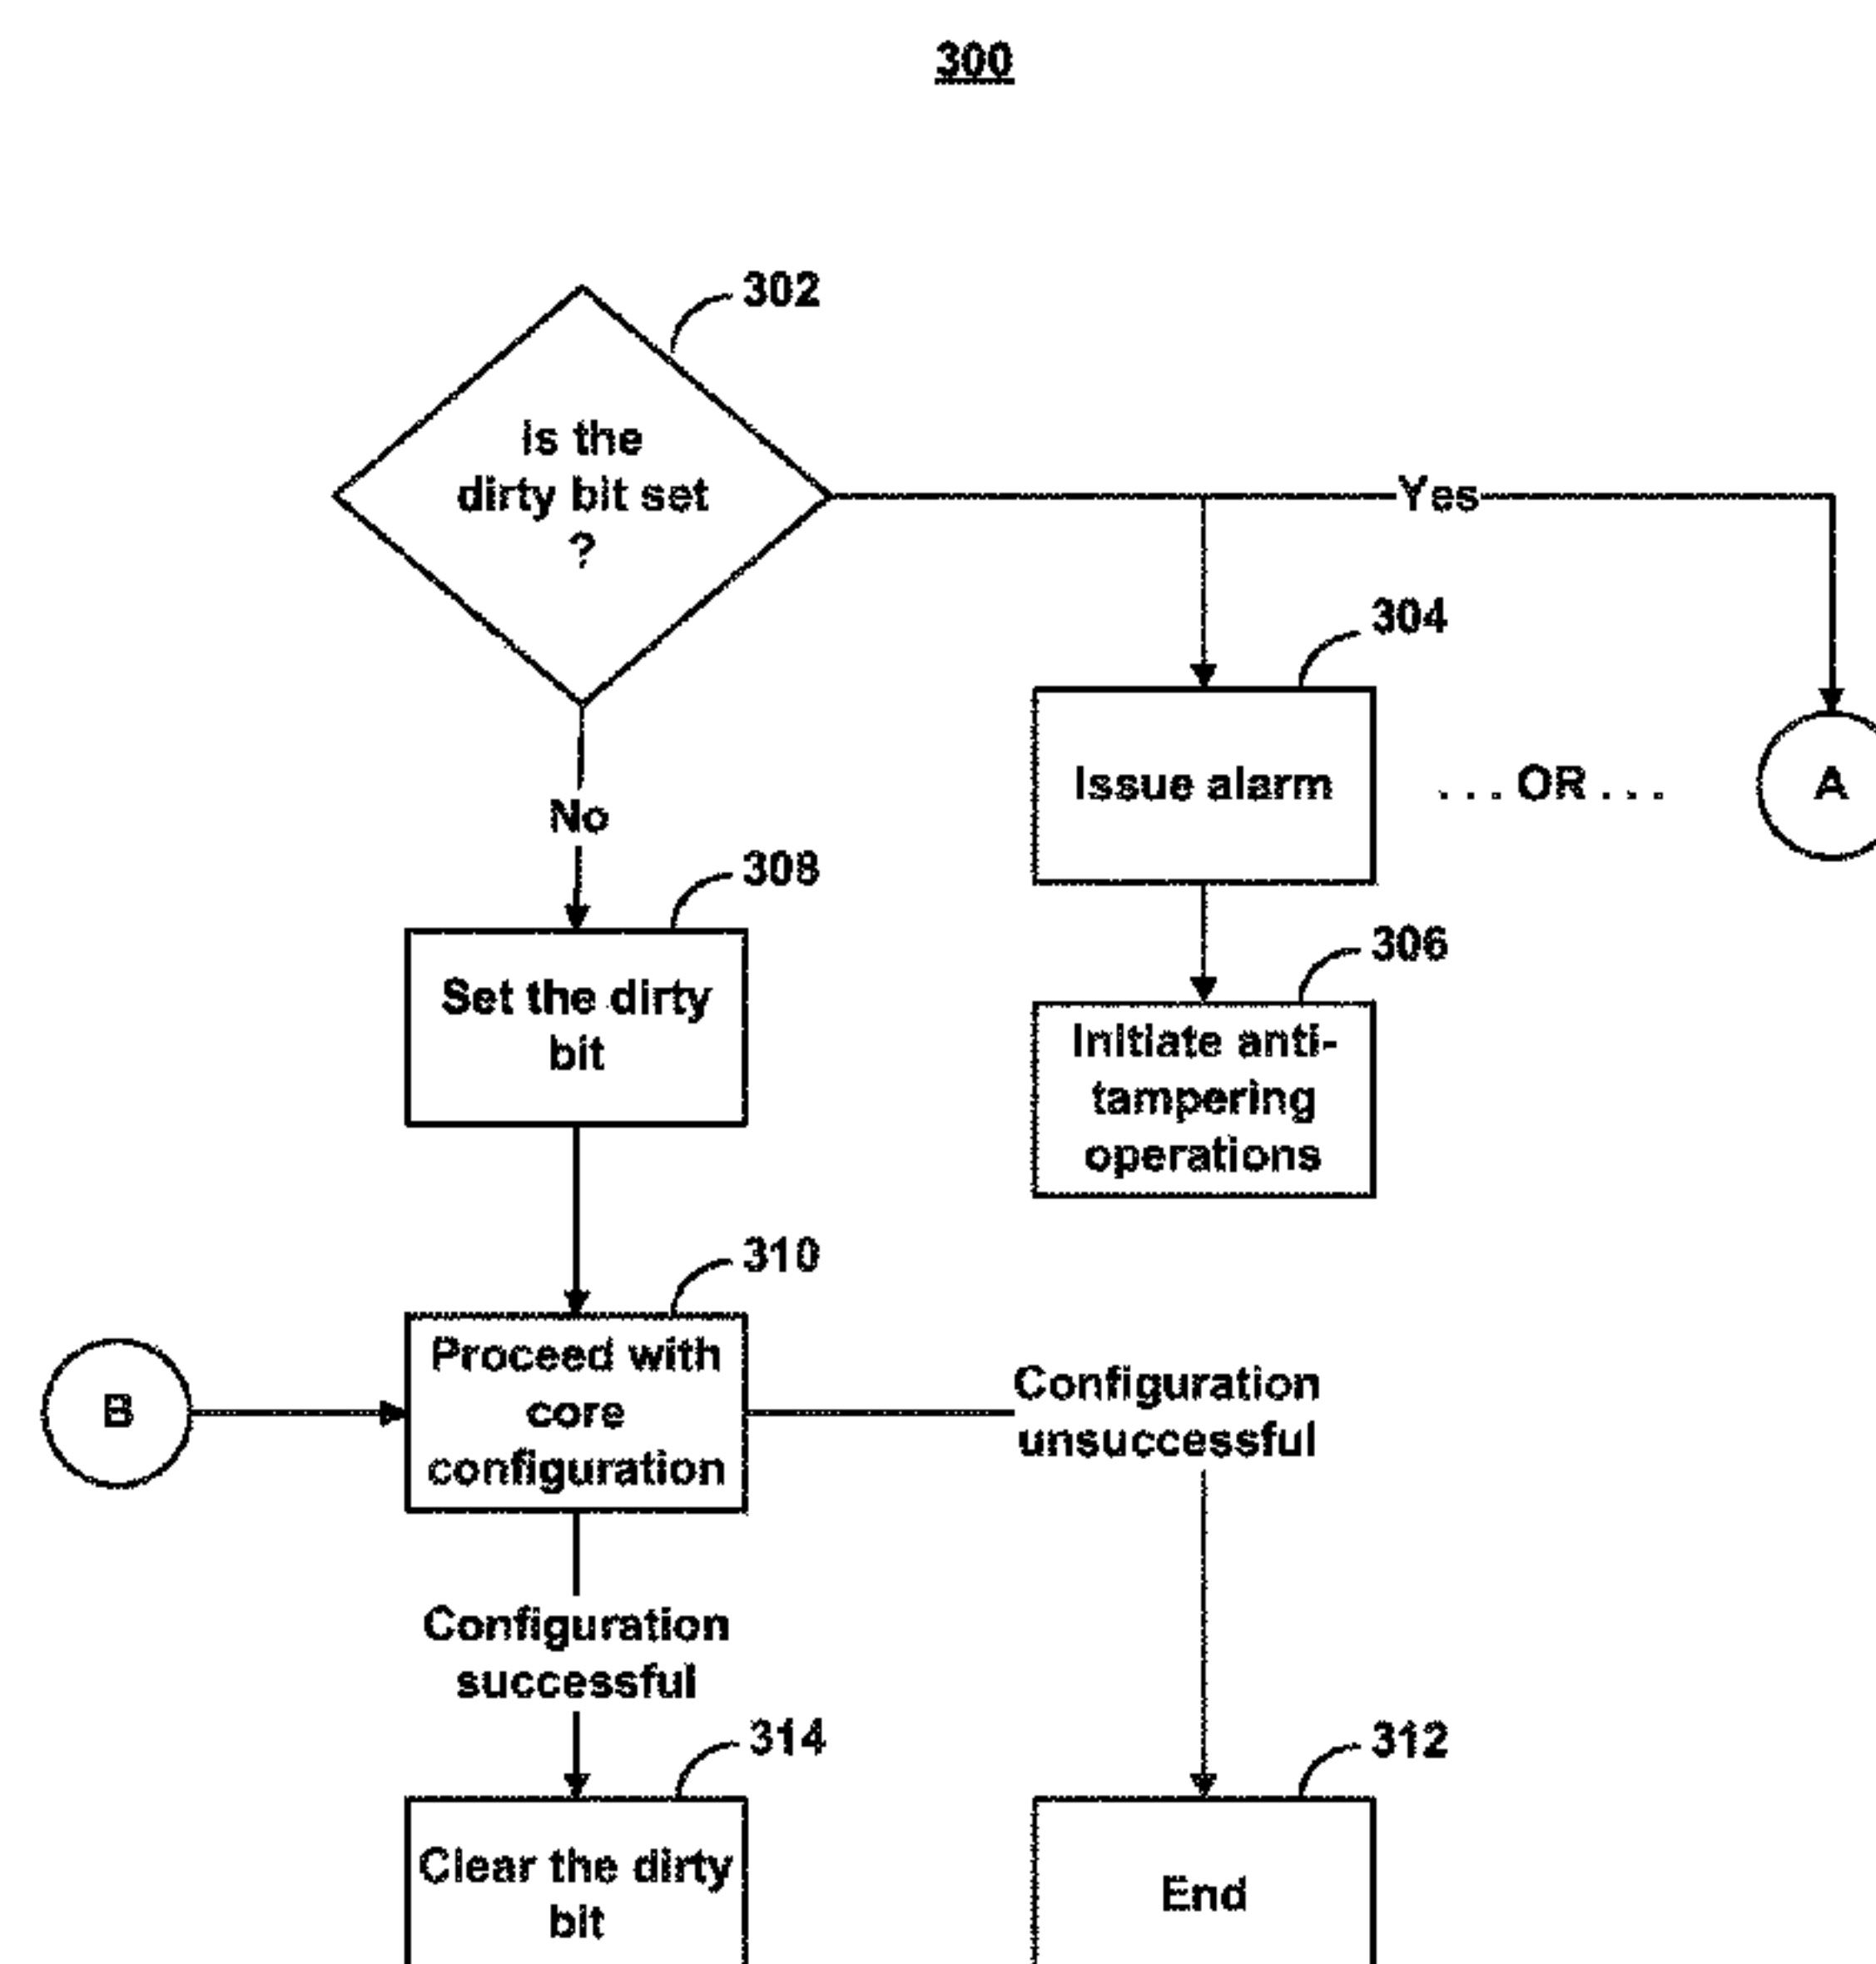 300
302
is the
dirty bit set
?
Yes
304
Issue alarm
... OR ...
A
No
308
Set the dirty
bit
306
Initiate anti-
tampering
operations
310
B
Proceed with
core
configuration
Configuration
unsuccessful
Configuration
successful
314
Clear the dirty
bit
312
End